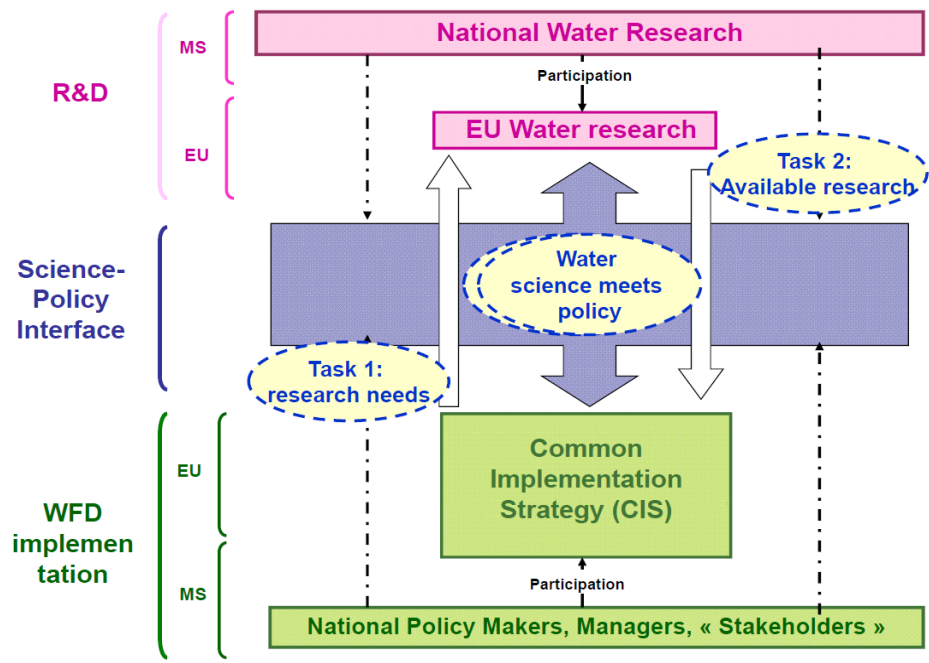 National Water Research
MS
R&D
Participation
EU Water research
EU
Task 2:
Available research
Science-
Policy
Interface
Water
science meets
policy
Task 1:
research needs
EU
Common
Implementation
Strategy (CIS)
WFD
implemen
tation
MS
Participation
National Policy Makers, Managers, « Stakeholders »